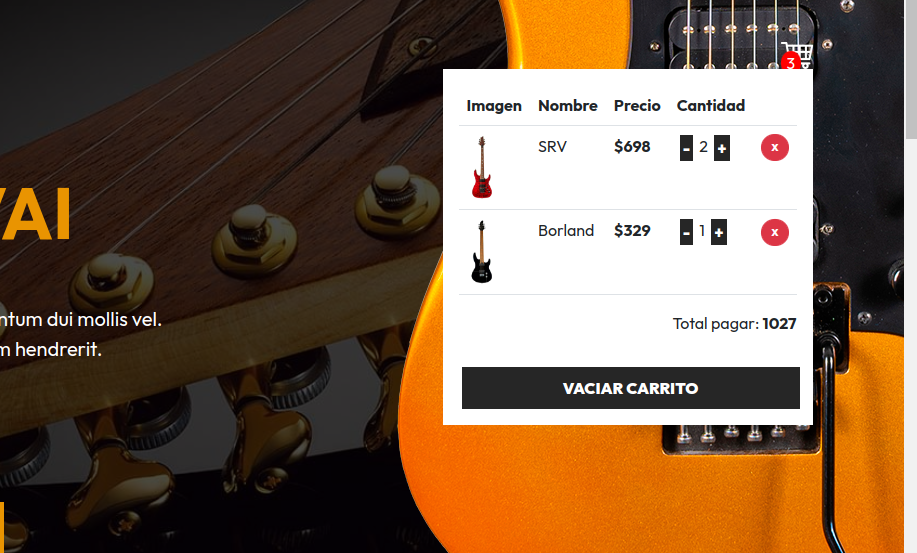 3
Imagen Nombre Precio Cantidad
SRV $698 - 2 + x
Borland $329 - 1 + x
VAI
ntum dui mollis vel.
Total pagar: 1027
m hendrerit.
VACIAR CARRITO